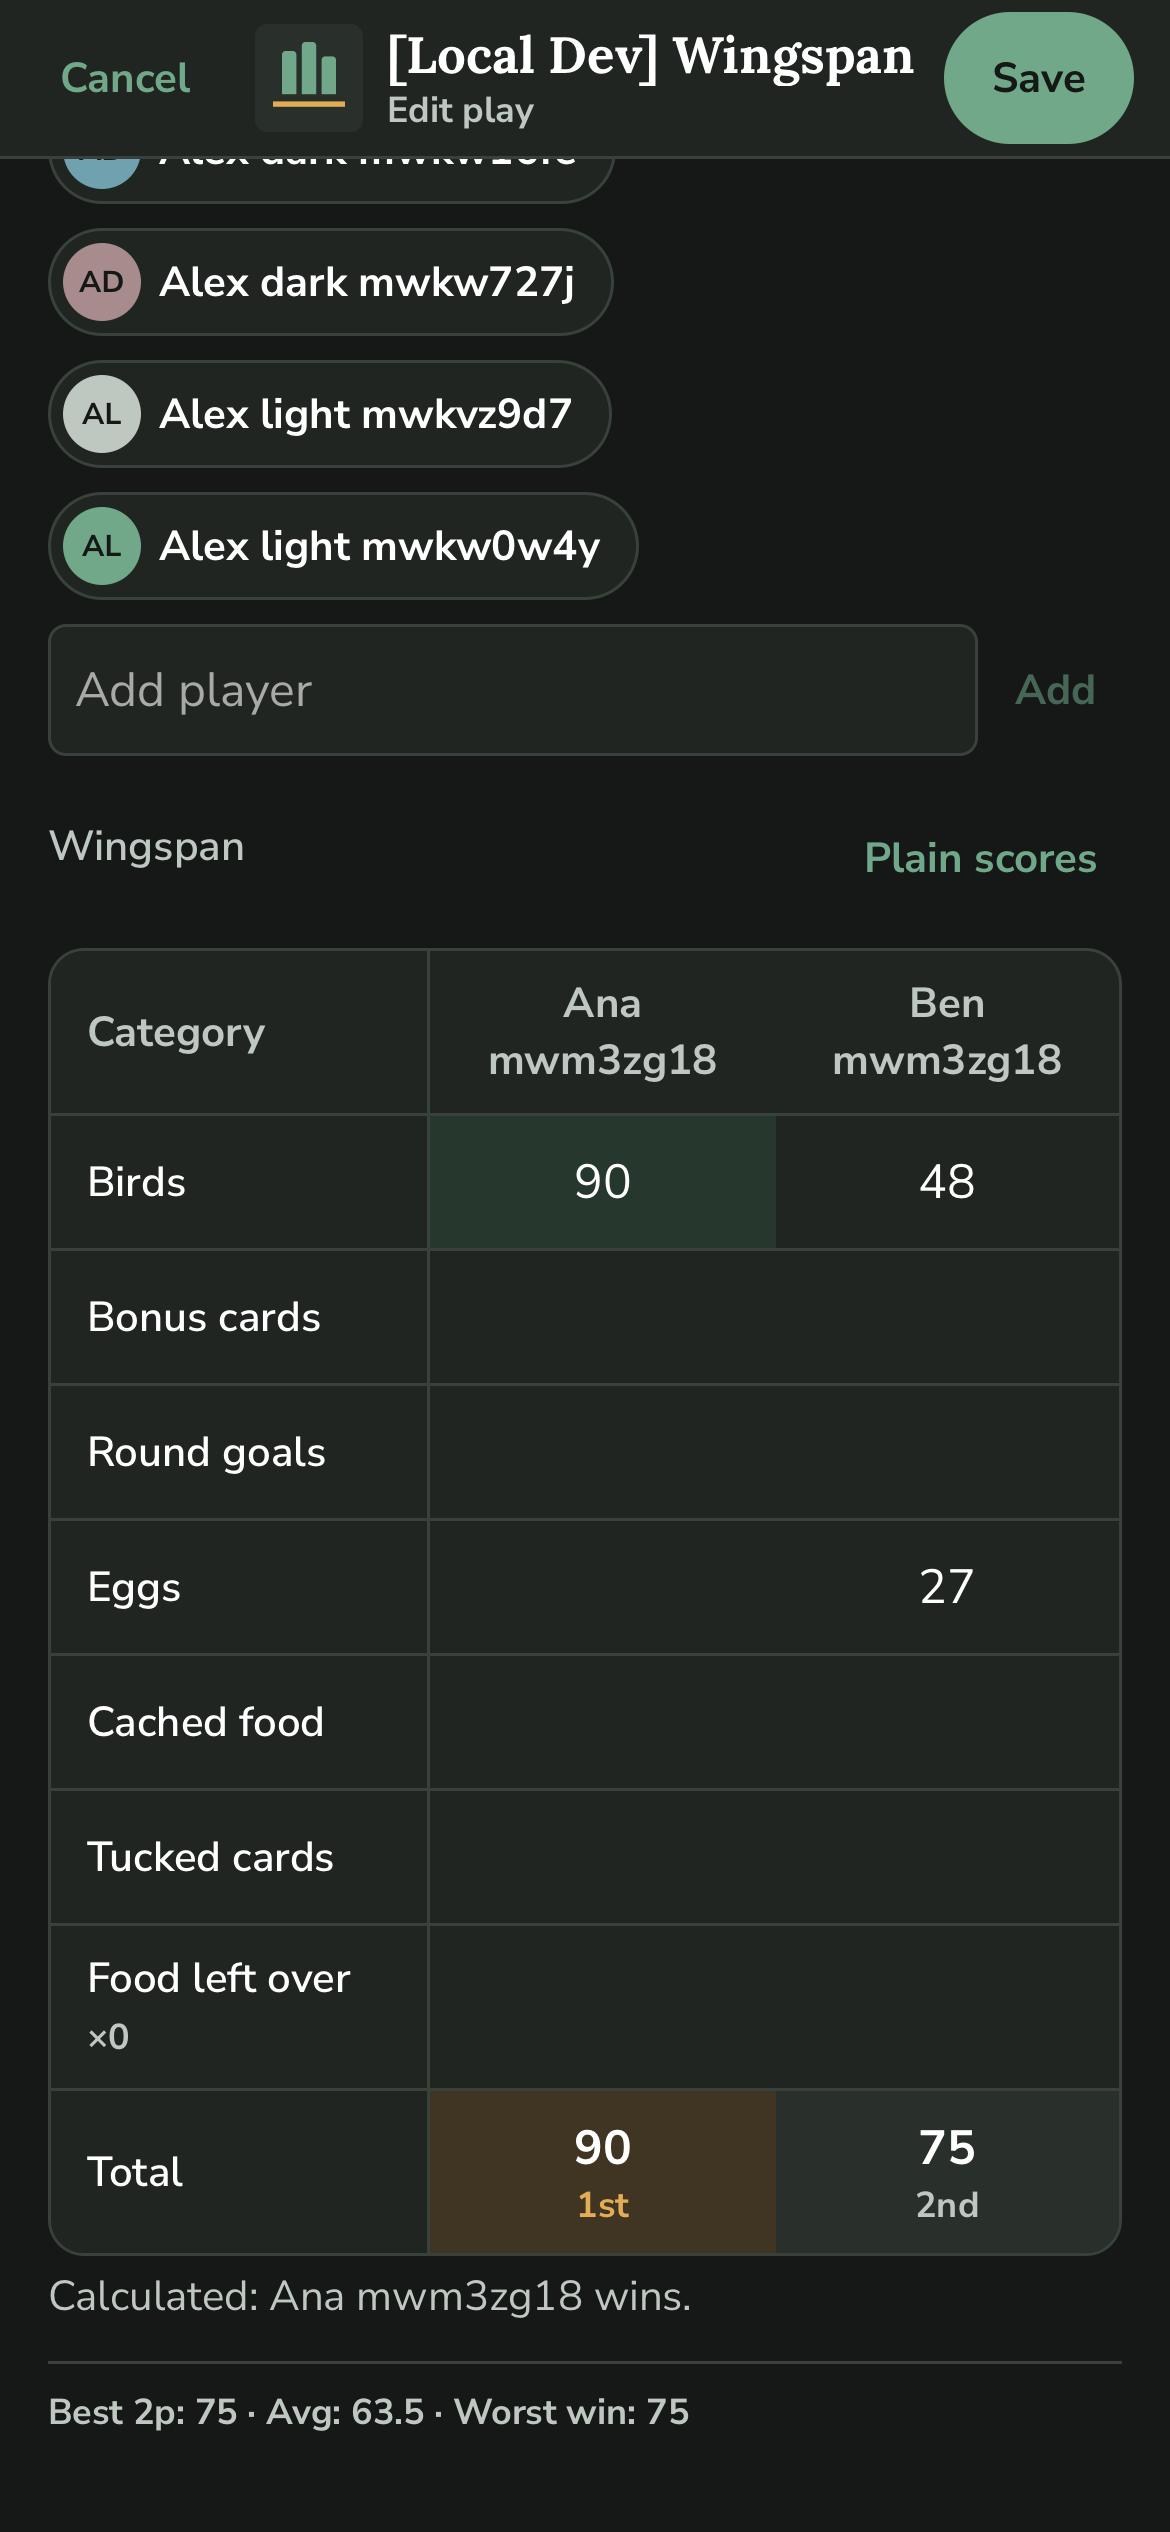 Cancel
[Local Dev] Wingspan
Edit play
Save
AD
Alex dark mwkw727j
AL
Alex light mwkvz9d7
AL
Alex light mwkw0w4y
Add player
Add
Wingspan
Plain scores
Category
Ana
mwm3zg18
Ben
mwm3zg18
Birds
90
48
Bonus cards
Round goals
Eggs
27
Cached food
Tucked cards
Food left over
×0
Total
90
1st
75
2nd
Calculated: Ana mwm3zg18 wins.
Best 2p: 75 · Avg: 63.5 · Worst win: 75